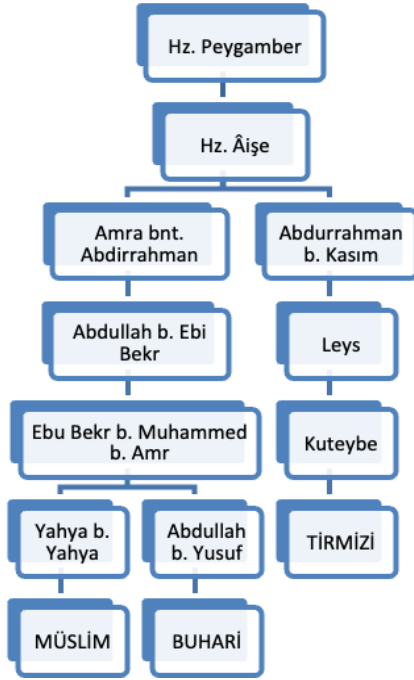 Hz. Peygamber
Hz. Âişe
Amra bnt.
Abdirrahman
Abdurrahman
b. Kasım
Abdullah b. Ebi
Bekr
Leys
Ebu Bekr b. Muhammed
b. Amr
Kuteybe
Yahya b.
Yahya
Abdullah
b. Yusuf
TİRMİZİ
MÜSLİM
BUHARİ